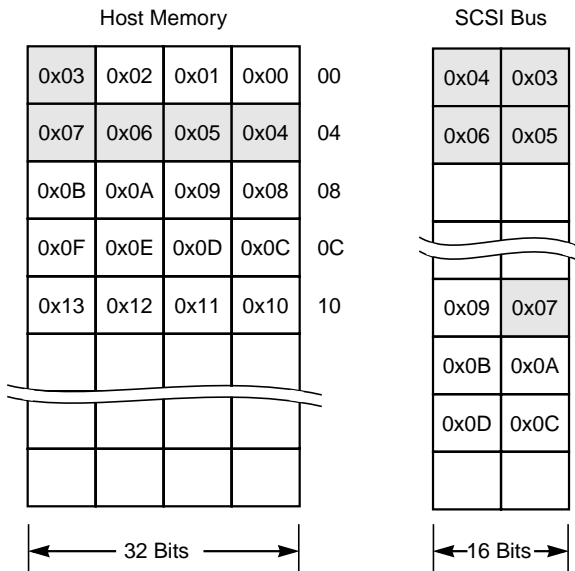 Host Memory
SCSI Bus
0x03 0x02 0x01 0x00 00
0x07 0x06 0x05 0x04 04
0x0B 0x0A 0x09 0x08 08
0x0F 0x0E 0x0D 0x0C 0C
0x13 0x12 0x11 0x10 10
32 Bits
0x04 0x03
0x06 0x05
0x09 0x07
0x0B 0x0A
0x0D 0x0C
16 Bits